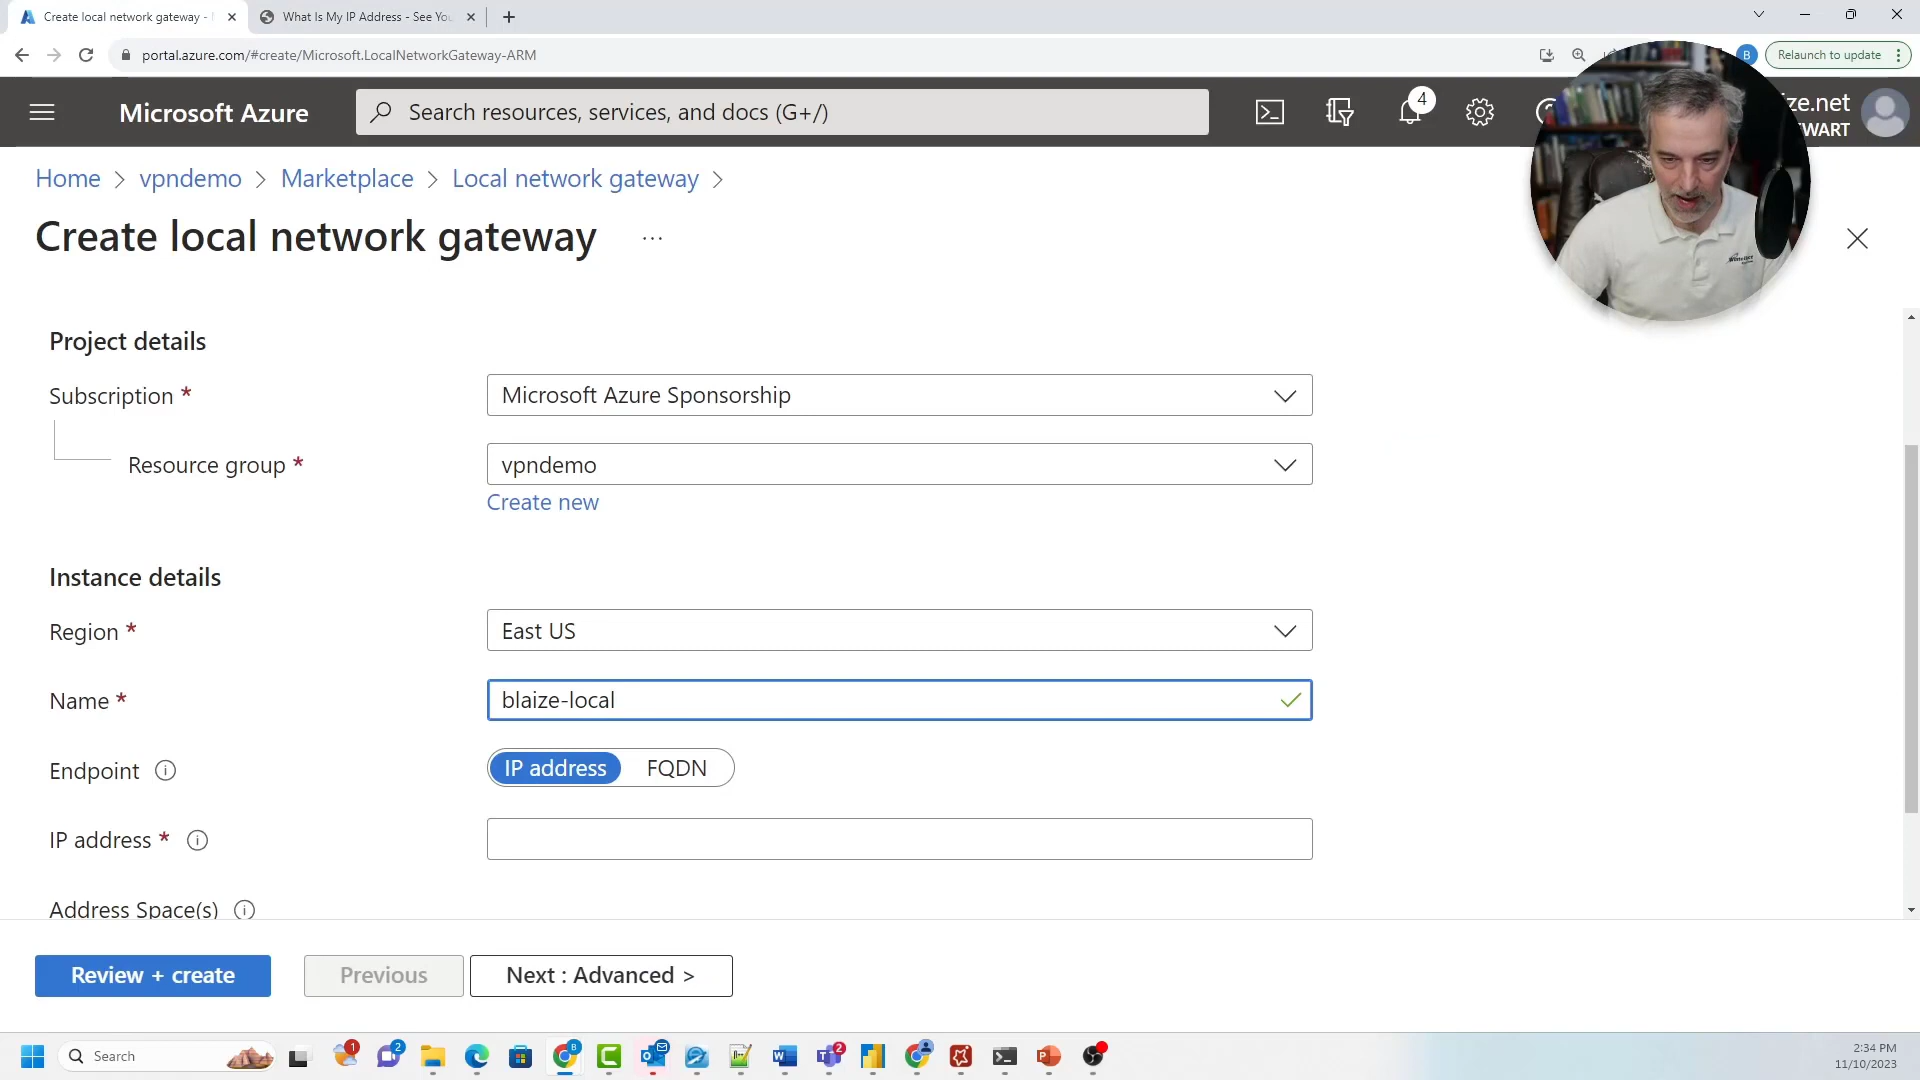 Create local network gateway -
What Is My IP Address - See Yo
portal.azure.com/#create/Microsoft.LocalNetworkGateway-ARM
B
Relaunch to update
Microsoft Azure
Search resources, services, and docs (G+/)
4
ize.net
WART
Home > vpndemo > Marketplace > Local network gateway >
Create local network gateway ...
Project details
Subscription *
Microsoft Azure Sponsorship
Resource group *
vpndemo
Create new
Instance details
Region *
East US
Name *
blaize-local
Endpoint
IP address
FQDN
IP address *
Address Space(s)
Review + create
Previous
Next : Advanced >
Search
1
2
B
2
2:34 PM
11/10/2023